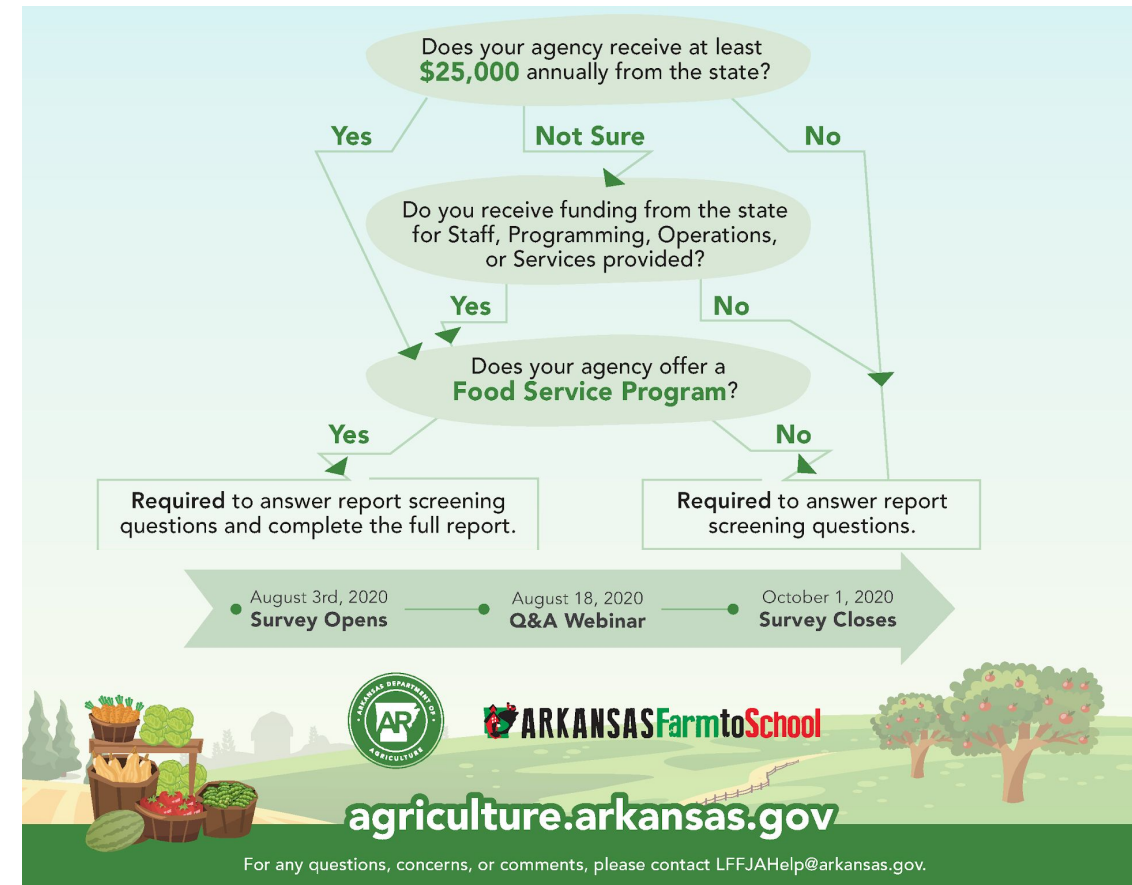 Does your agency receive at least
$25,000 annually from the state?
Yes
Not Sure
No
Do you receive funding from the state
for Staff, Programming, Operations,
or Services provided?
Yes
No
Does your agency offer a
Food Service Program?
Yes
No
Required to answer report screening
questions and complete the full report.
Required to answer report
screening questions.
August 3rd, 2020
Survey Opens
August 18, 2020
Q&A Webinar
October 1, 2020
Survey Closes
ARKANSAS DEPARTMENT OF
AR
AGRICULTURE
ARKANSASFarmtoSchool
agriculture.arkansas.gov
For any questions, concerns, or comments, please contact LFFJAHelp@arkansas.gov.